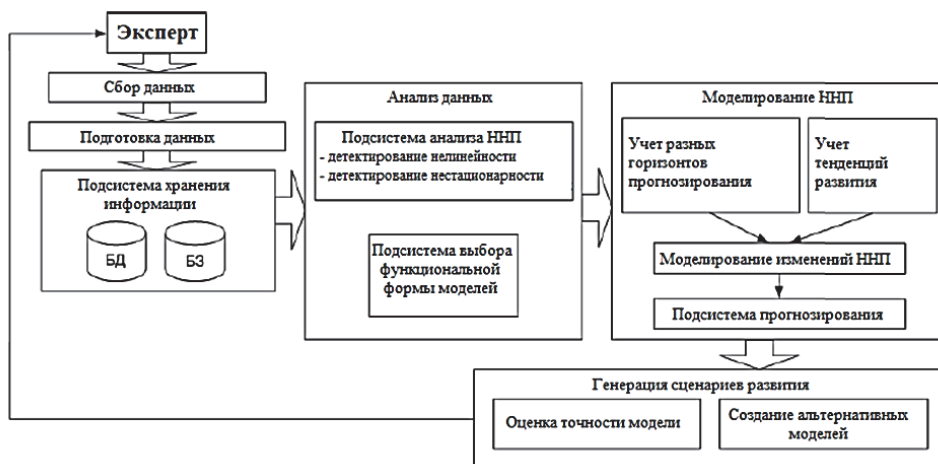 Эксперт
Сбор данных
Подготовка данных
Подсистема хранения
информации
БД
БЗ
Анализ данных
Подсистема анализа ННП
- детектирование нелинейности
- детектирование нестационарности
Подсистема выбора
функциональной
формы моделей
Моделирование ННП
Учет разных
горизонтов
прогнозирования
Учет
тенденций
развития
Моделирование изменений ННП
Подсистема прогнозирования
Генерация сценариев развития
Оценка точности модели
Создание альтернативных
моделей